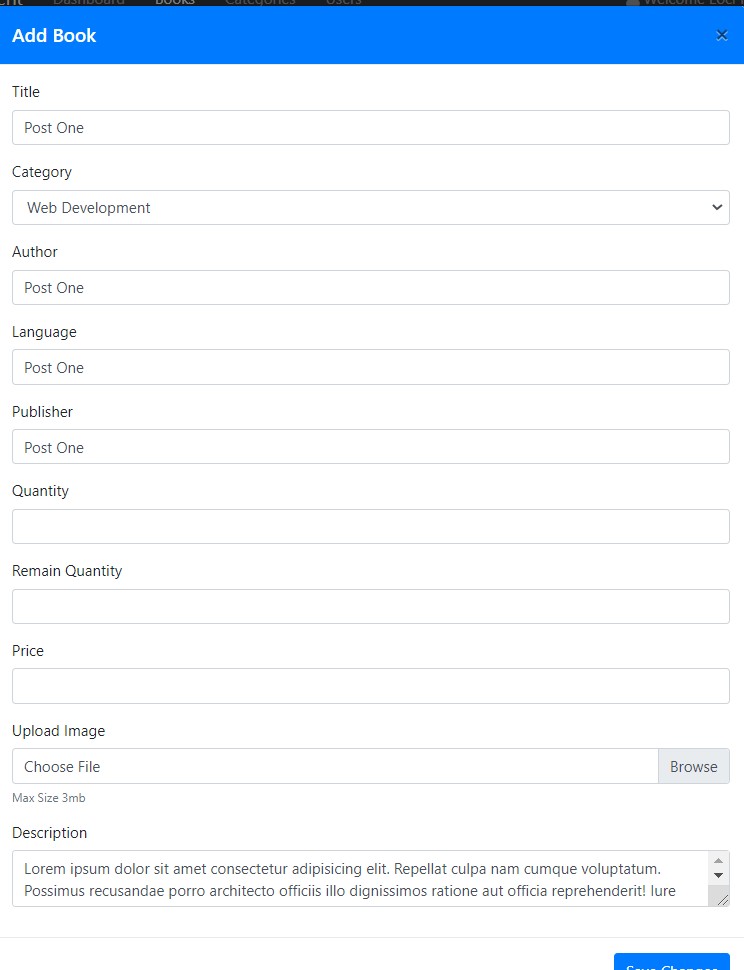 Dashboard Books Categories Users Welcome
Add Book ×
Title
Post One
Category
Web Development
Author
Post One
Language
Post One
Publisher
Post One
Quantity
Remain Quantity
Price
Upload Image
Choose File Browse
Max Size 3mb
Description
Lorem ipsum dolor sit amet consectetur adipisicing elit. Repellat culpa nam cumque voluptatum.
Possimus recusandae porro architecto officiis illo dignissimos ratione aut officia reprehenderit! Iure
Save Changes